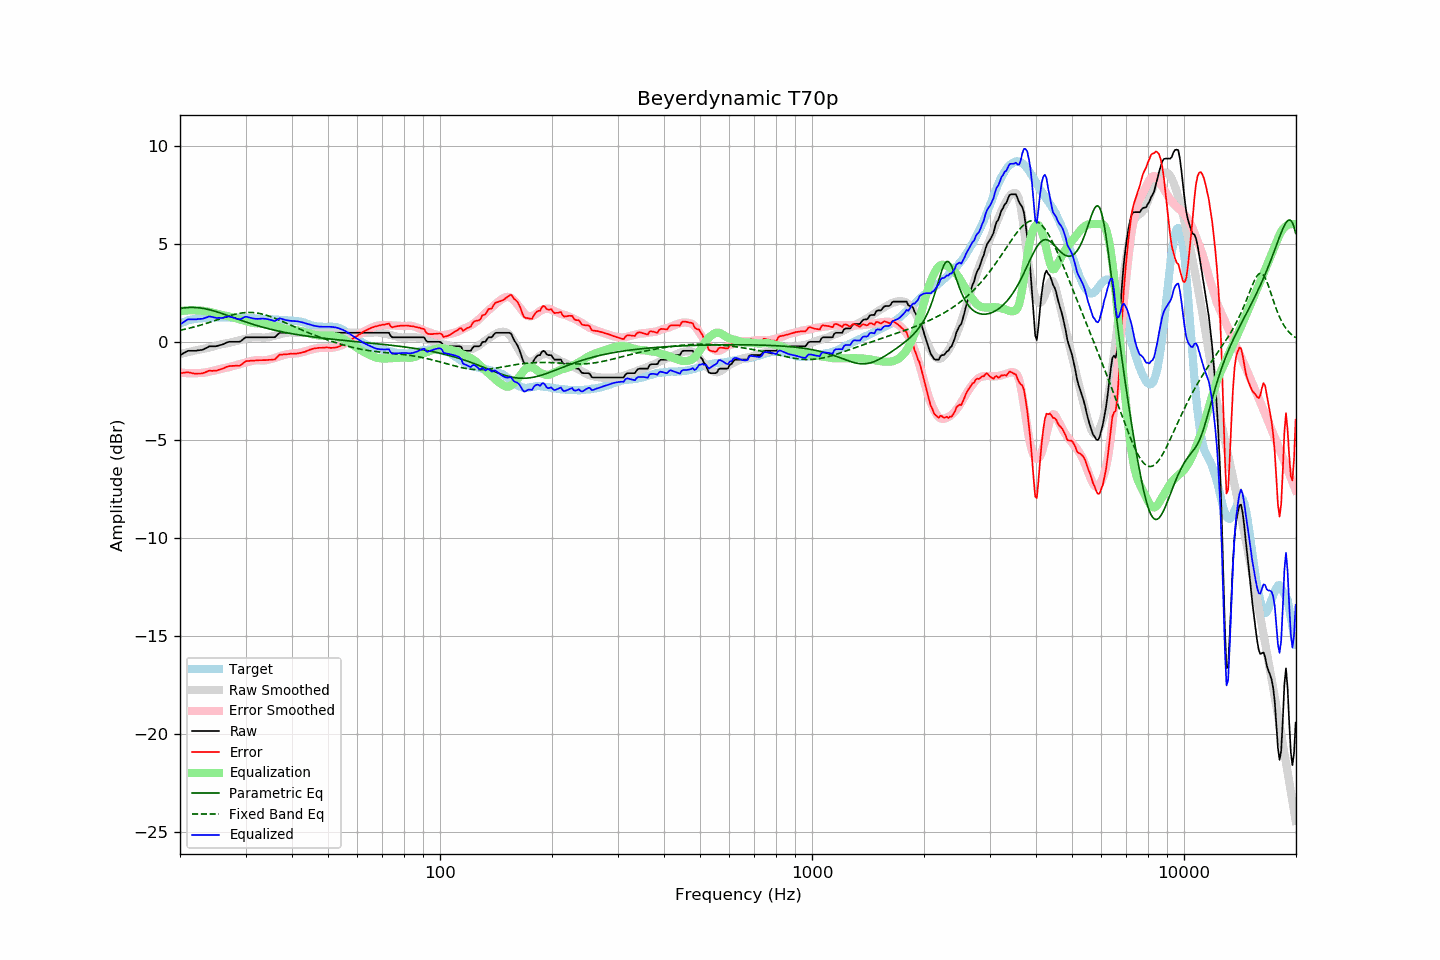 Beyerdynamic T70p
10
5
0
−5
−10
−15
−20
−25
Amplitude (dBr)
Target
Raw Smoothed
Error Smoothed
Raw
Error
Equalization
Parametric Eq
Fixed Band Eq
Equalized
100
1000
10000
Frequency (Hz)